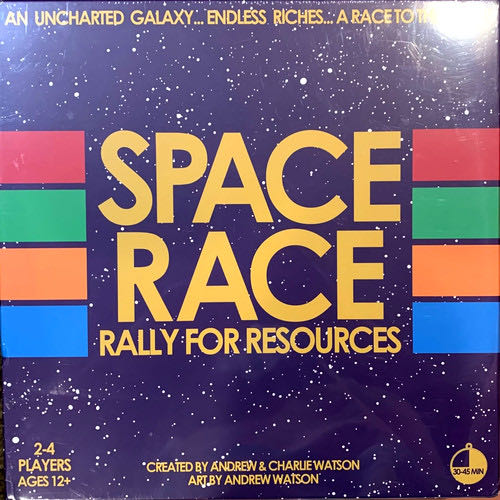 AN UNCHARTED GALAXY... ENDLESS RICHES... A RACE TO
SPACE
RACE
RALLY FOR RESOURCES
2-4
PLAYERS
AGES 12+
CREATED BY ANDREW & CHARLIE WATSON
ART BY ANDREW WATSON
30-45 MIN